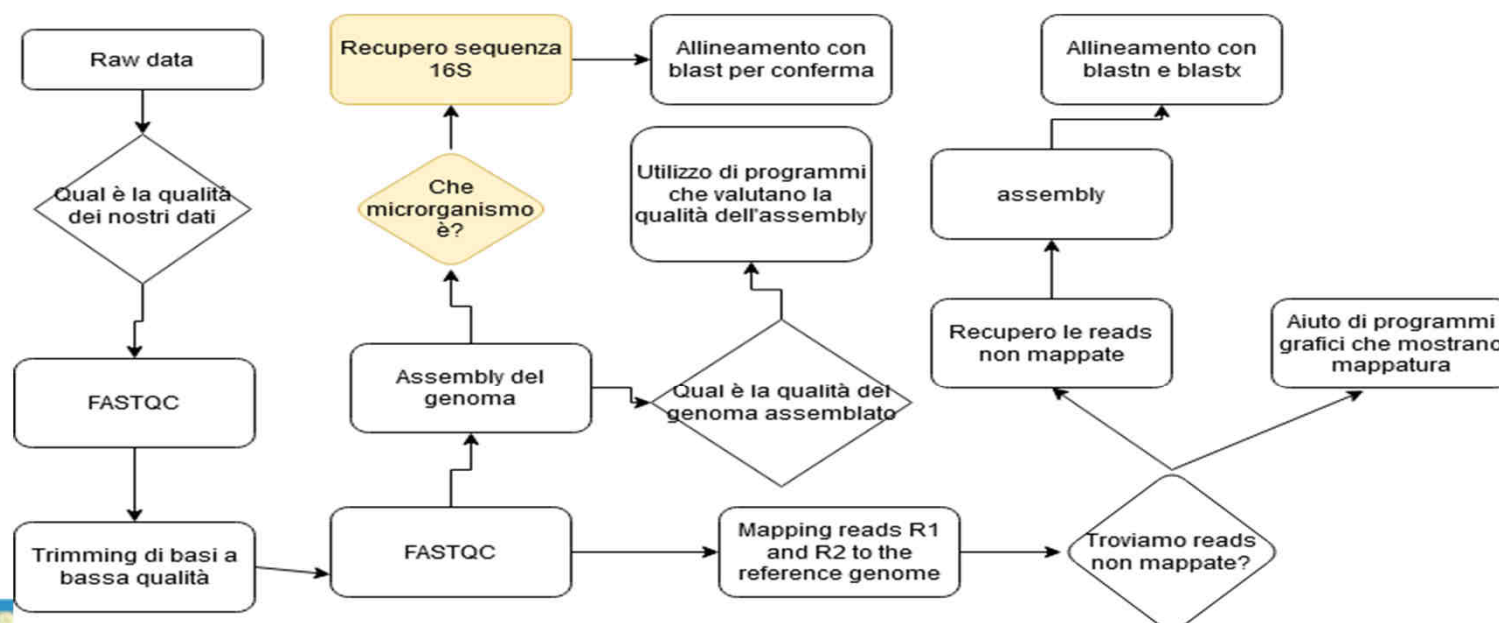 Raw data
Qual è la qualità
dei nostri dati
FASTQC
Trimming di basi a
bassa qualità
Recupero sequenza
16S
Allineamento con
blast per conferma
Che
microrganismo
è?
Utilizzo di programmi
che valutano la
qualità dell'assembly
Assembly del
genoma
Qual è la qualità del
genoma assemblato
FASTQC
Mapping reads R1
and R2 to the
reference genome
Allineamento con
blastn e blastx
assembly
Recupero le reads
non mappate
Aiuto di programmi
grafici che mostrano
mappatura
Troviamo reads
non mappate?